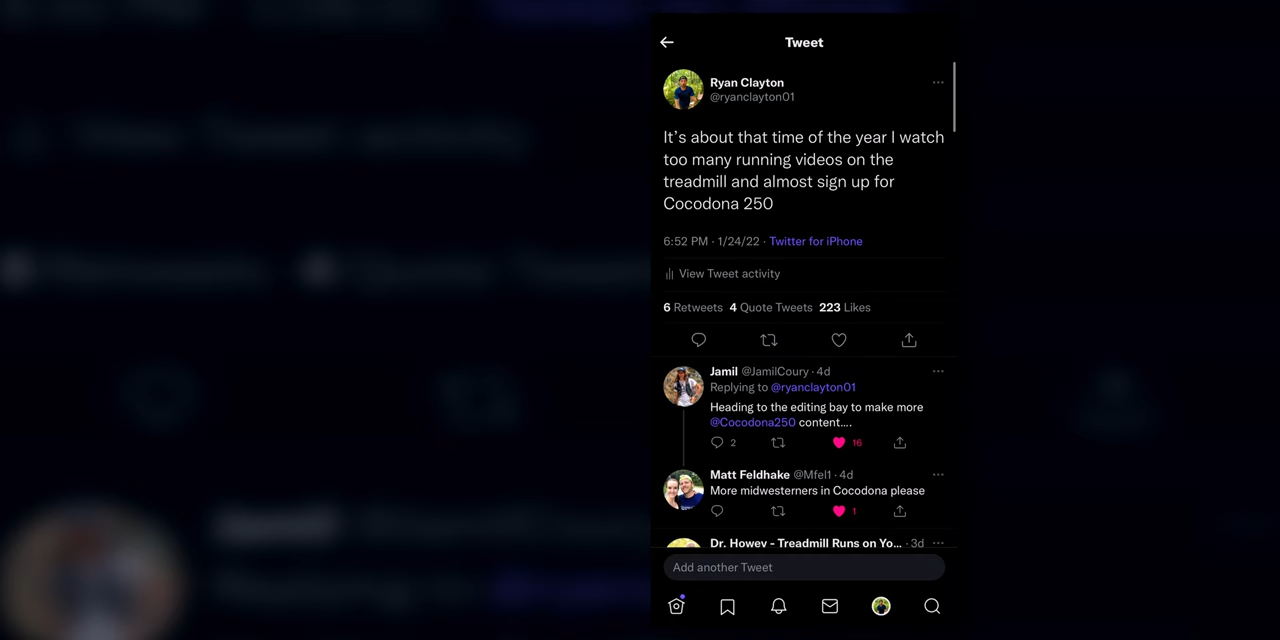 Tweet
Ryan Clayton
@ryanclayton01
It's about that time of the year I watch
too many running videos on the
treadmill and almost sign up for
Cocodona 250
6:52 PM · 1/24/22 · Twitter for iPhone
View Tweet activity
6 Retweets 4 Quote Tweets 223 Likes
Jamil @JamilCoury · 4d
Replying to @ryanclayton01
Heading to the editing bay to make more
@Cocodona250 content....
2 16
Matt Feldhake @Mfel1 · 4d
More midwesterners in Cocodona please
1
Dr. Howey - Treadmill Runs on Yo... · 3d
Add another Tweet
View Tweet activity